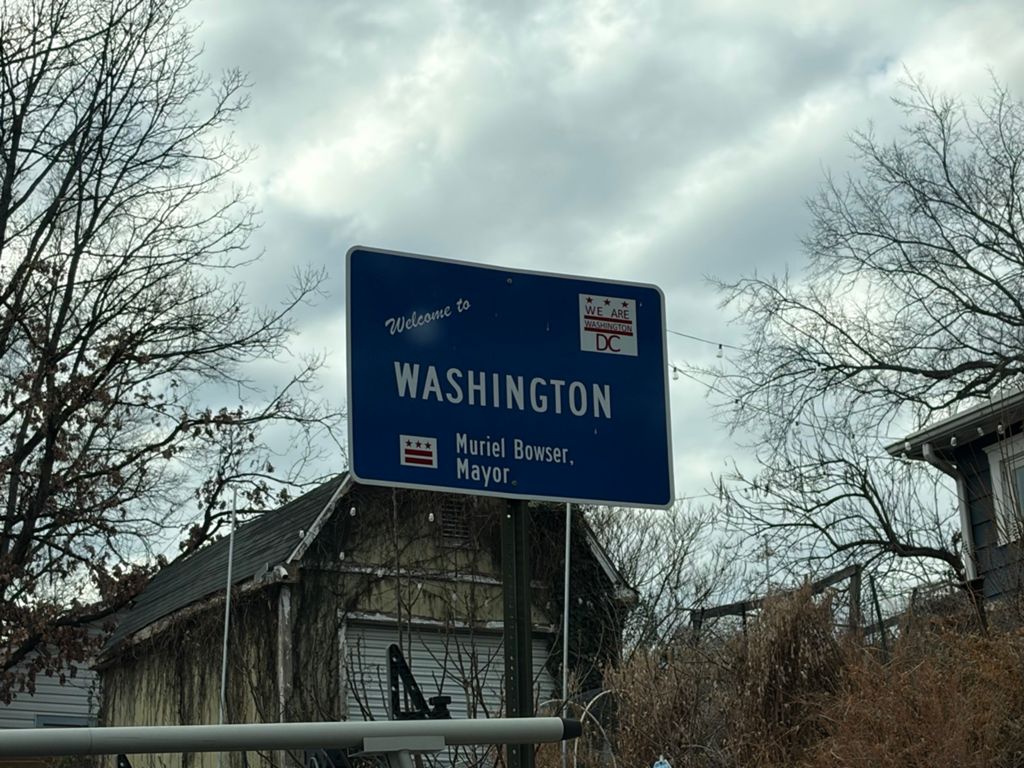 Welcome to
WE ARE
WASHINGTON
DC
WASHINGTON
Muriel Bowser,
Mayor